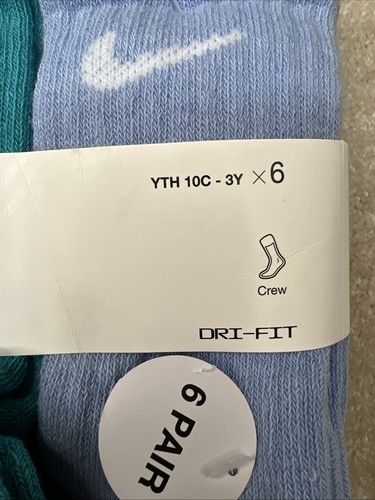 YTH 10C - 3Y ×6
Crew
DRI-FIT
6 PAIR